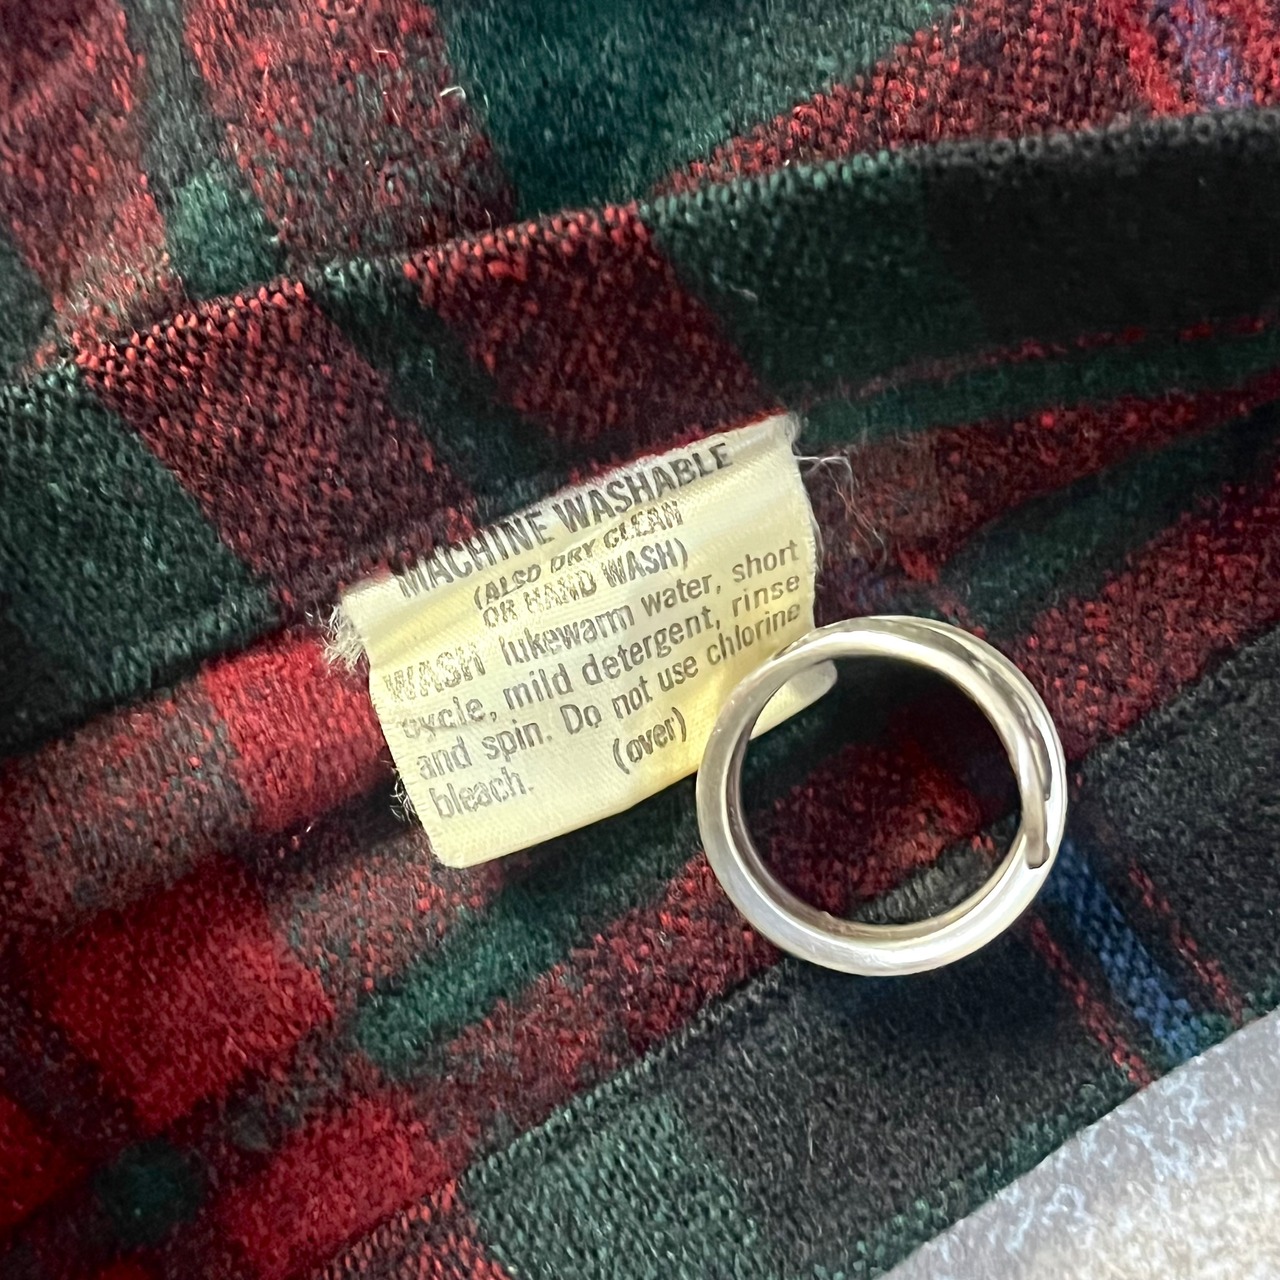 MACHINE WASHABLE
(ALSO DRY CLEAN
OR HAND WASH)
WASH lukewarm water, short
cycle, mild detergent, rinse
and spin. Do not use chlorine
bleach. (over)